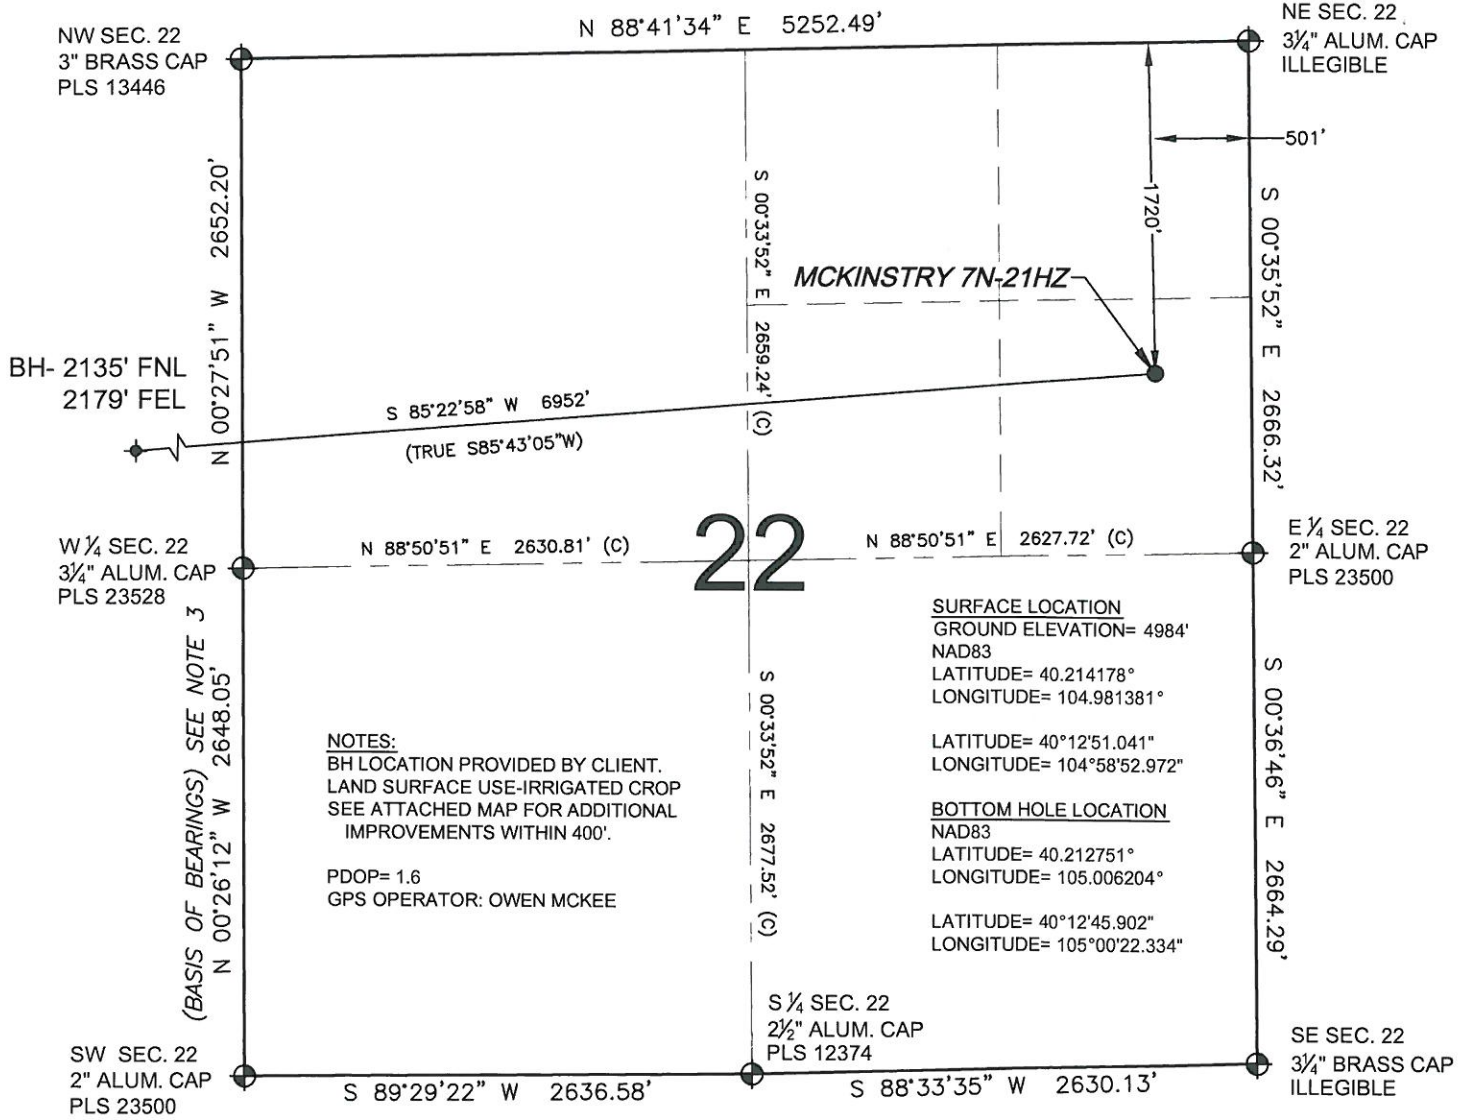 N 88°41'34" E 5252.49'
NW SEC. 22
3" BRASS CAP
PLS 13446
NE SEC. 22
3¼" ALUM. CAP
ILLEGIBLE
501'
1720'
N 00°27'51" W 2652.20'
S 00°33'52" E 2659.24' (C)
S 00°35'52" E 2666.32'
MCKINSTRY 7N-21HZ
BH- 2135' FNL
2179' FEL
S 85°22'58" W 6952'
(TRUE S85°43'05"W)
22
W ¼ SEC. 22
3¼" ALUM. CAP
PLS 23528
N 88°50'51" E 2630.81' (C)
N 88°50'51" E 2627.72' (C)
E ¼ SEC. 22
2" ALUM. CAP
PLS 23500
(BASIS OF BEARINGS) SEE NOTE 3
N 00°26'12" W 2648.05'
S 00°33'52" E 2677.52' (C)
S 00°36'46" E 2664.29'
NOTES:
BH LOCATION PROVIDED BY CLIENT.
LAND SURFACE USE-IRRIGATED CROP
SEE ATTACHED MAP FOR ADDITIONAL
IMPROVEMENTS WITHIN 400'.
PDOP= 1.6
GPS OPERATOR: OWEN MCKEE
SURFACE LOCATION
GROUND ELEVATION= 4984'
NAD83
LATITUDE= 40.214178°
LONGITUDE= 104.981381°
LATITUDE= 40°12'51.041"
LONGITUDE= 104°58'52.972"
BOTTOM HOLE LOCATION
NAD83
LATITUDE= 40.212751°
LONGITUDE= 105.006204°
LATITUDE= 40°12'45.902"
LONGITUDE= 105°00'22.334"
SW SEC. 22
2" ALUM. CAP
PLS 23500
S 89°29'22" W 2636.58'
S ¼ SEC. 22
2½" ALUM. CAP
PLS 12374
S 88°33'35" W 2630.13'
SE SEC. 22
3¼" BRASS CAP
ILLEGIBLE